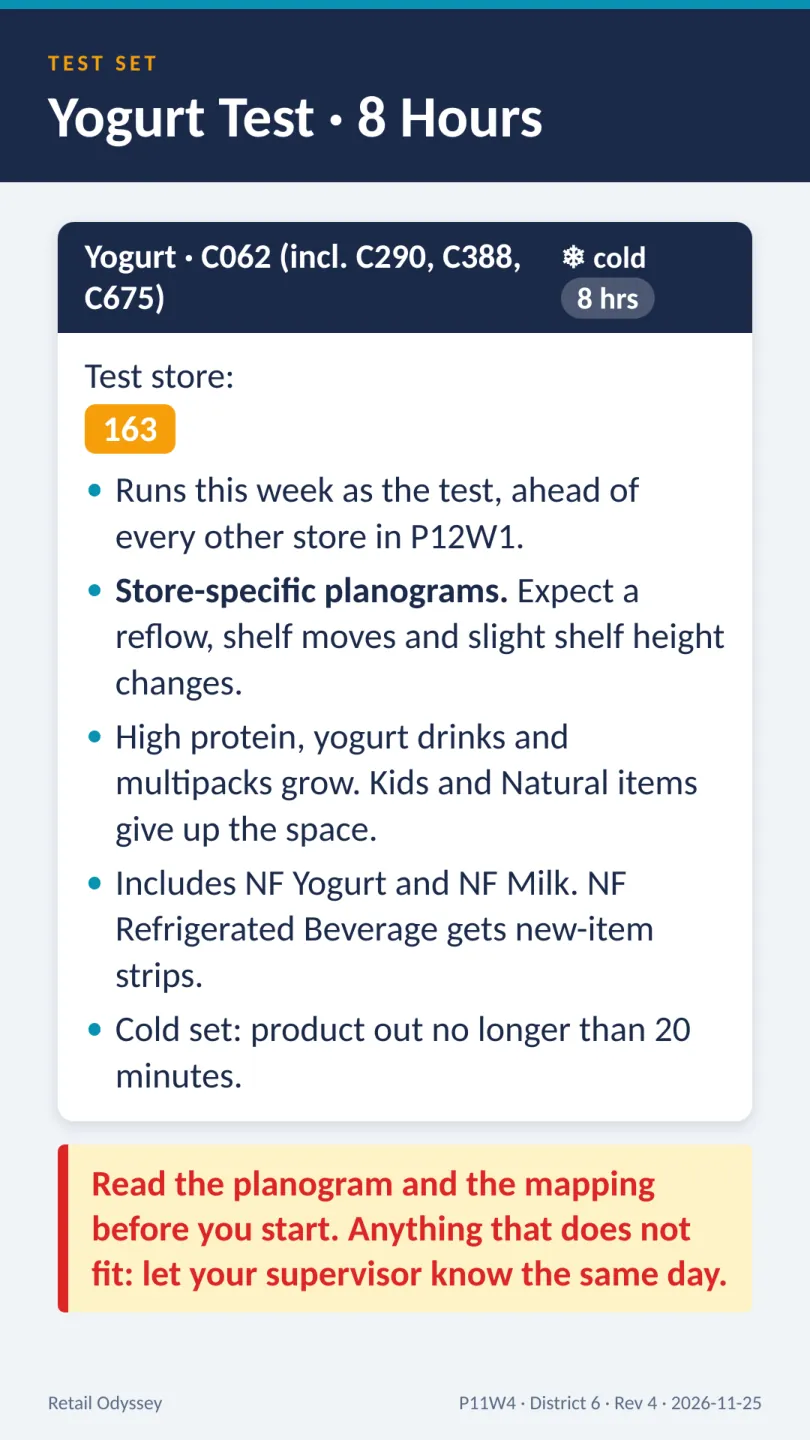 TEST SET
Yogurt Test · 8 Hours
Yogurt · C062 (incl. C290, C388,
C675)
❄ cold
8 hrs
Test store:
163
• Runs this week as the test, ahead of
every other store in P12W1.
• Store-specific planograms. Expect a
reflow, shelf moves and slight shelf height
changes.
• High protein, yogurt drinks and
multipacks grow. Kids and Natural items
give up the space.
• Includes NF Yogurt and NF Milk. NF
Refrigerated Beverage gets new-item
strips.
• Cold set: product out no longer than 20
minutes.
Read the planogram and the mapping
before you start. Anything that does not
fit: let your supervisor know the same day.
Retail Odyssey
P11W4 · District 6 · Rev 4 · 2026-11-25